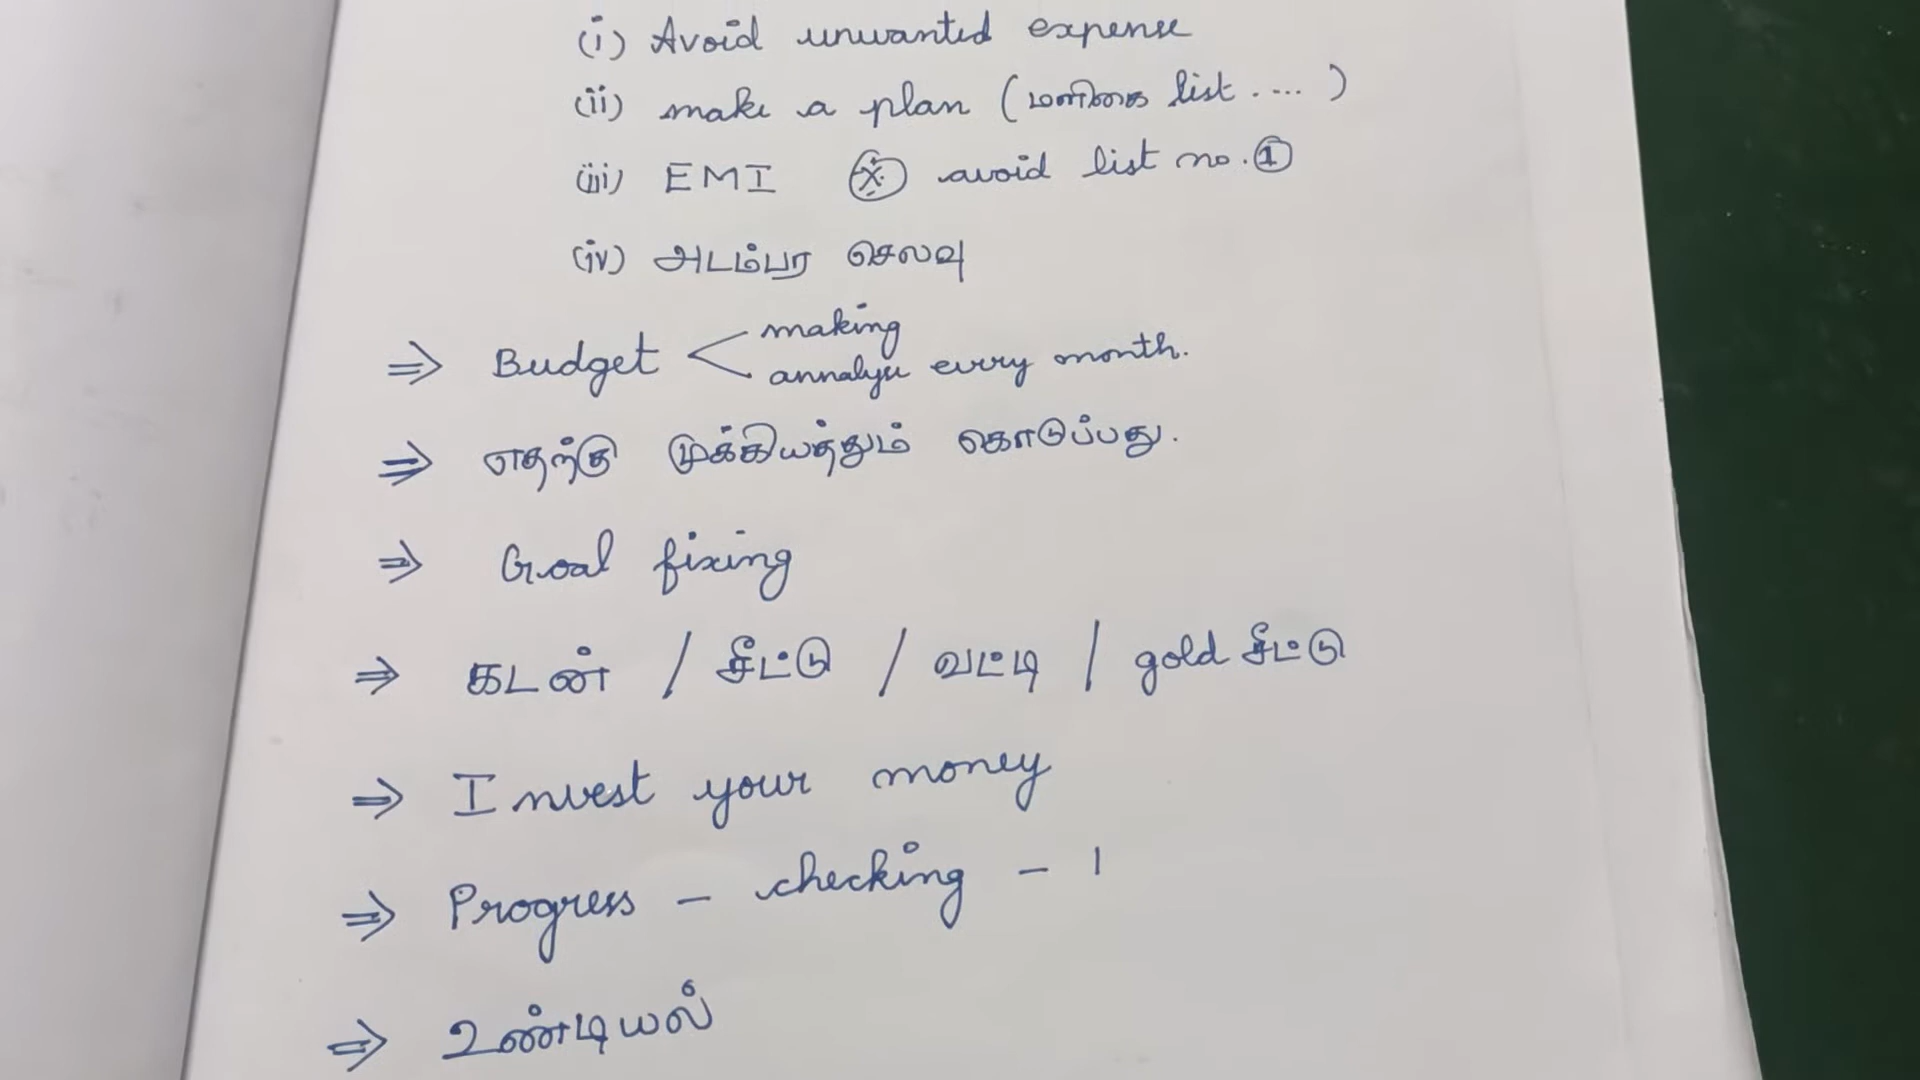 (i) Avoid unwanted expense
(ii) make a plan (மளிகை list .... )
(iii) EMI ⓧ avoid list no. ①
(iv) அடம்பர செலவு
⇒ Budget < making
annalyse every month.
⇒ எதற்கு முக்கியத்தும் கொடுப்பது.
⇒ Goal fixing
⇒ கடன் / சீட்டு / வட்டி / gold சீட்டு
⇒ Invest your money
⇒ Progress - checking - 1
⇒ உண்டியல்